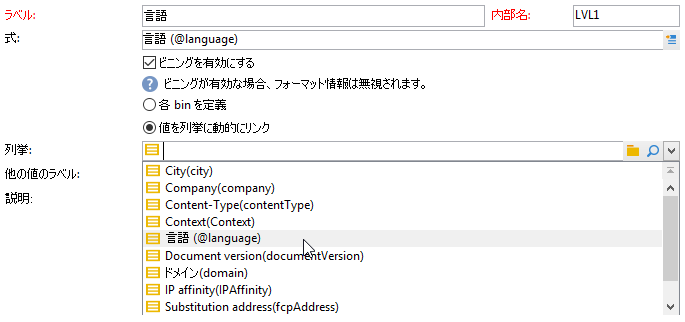 ラベル: 言語 内部名: LVL1
式: 言語 (@language)
ビニングを有効にする
? ビニングが有効な場合、フォーマット情報は無視されます。
各 bin を定義
値を列挙に動的にリンク
列挙:
他の値のラベル:
説明:
City(city)
Company(company)
Content-Type(contentType)
Context(Context)
言語 (@language)
Document version(documentVersion)
ドメイン(domain)
IP affinity(IPAffinity)
Substitution address(fcpAddress)